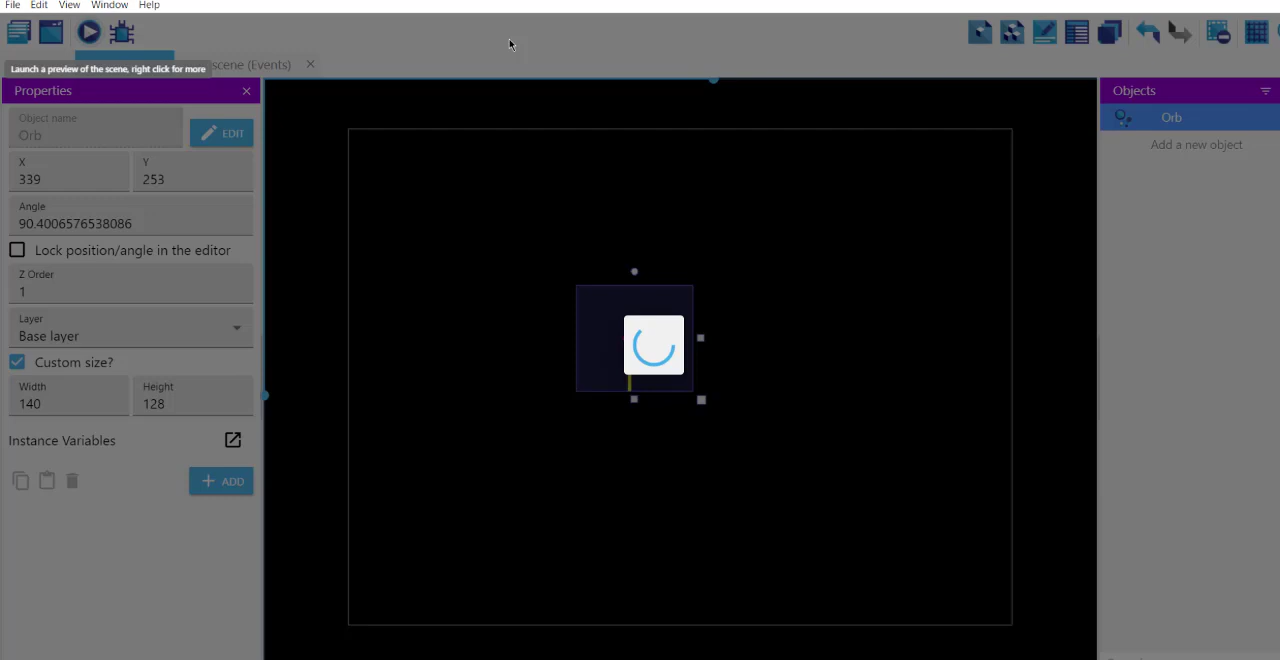 File Edit View Window Help
scene (Events)
Launch a preview of the scene, right click for more
Properties
Object name
Orb
EDIT
X
339
Y
253
Angle
90.4006576538086
Lock position/angle in the editor
Z Order
1
Layer
Base layer
Custom size?
Width
140
Height
128
Instance Variables
ADD
Objects
Orb
Add a new object